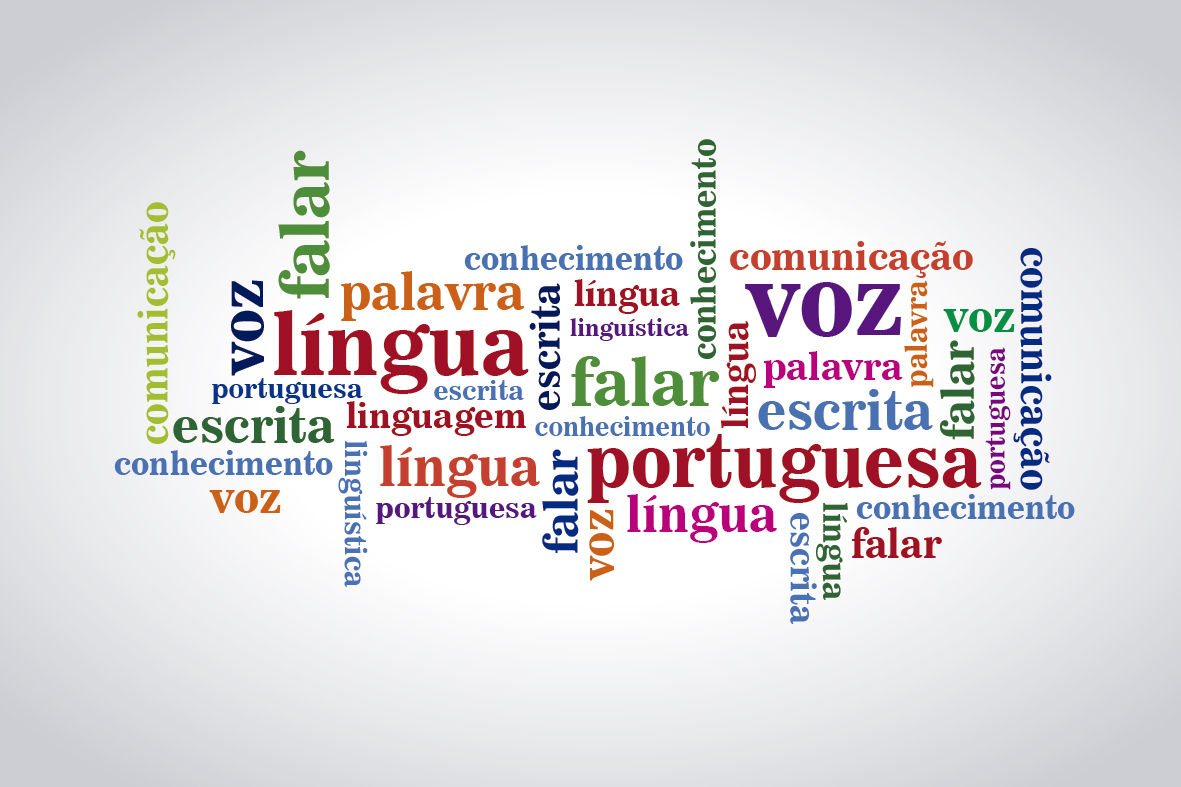 comunicação
falar
voz
conhecimento
conhecimento
comunicação
comunicação
palavra
língua
voz
palavra
voz
língua
escrita
linguística
língua
palavra
falar
portuguesa
portuguesa
escrita
falar
escrita
escrita
linguagem
conhecimento
portuguesa
conhecimento
linguística
língua
falar
voz
portuguesa
língua
conhecimento
escrita
língua
falar
voz